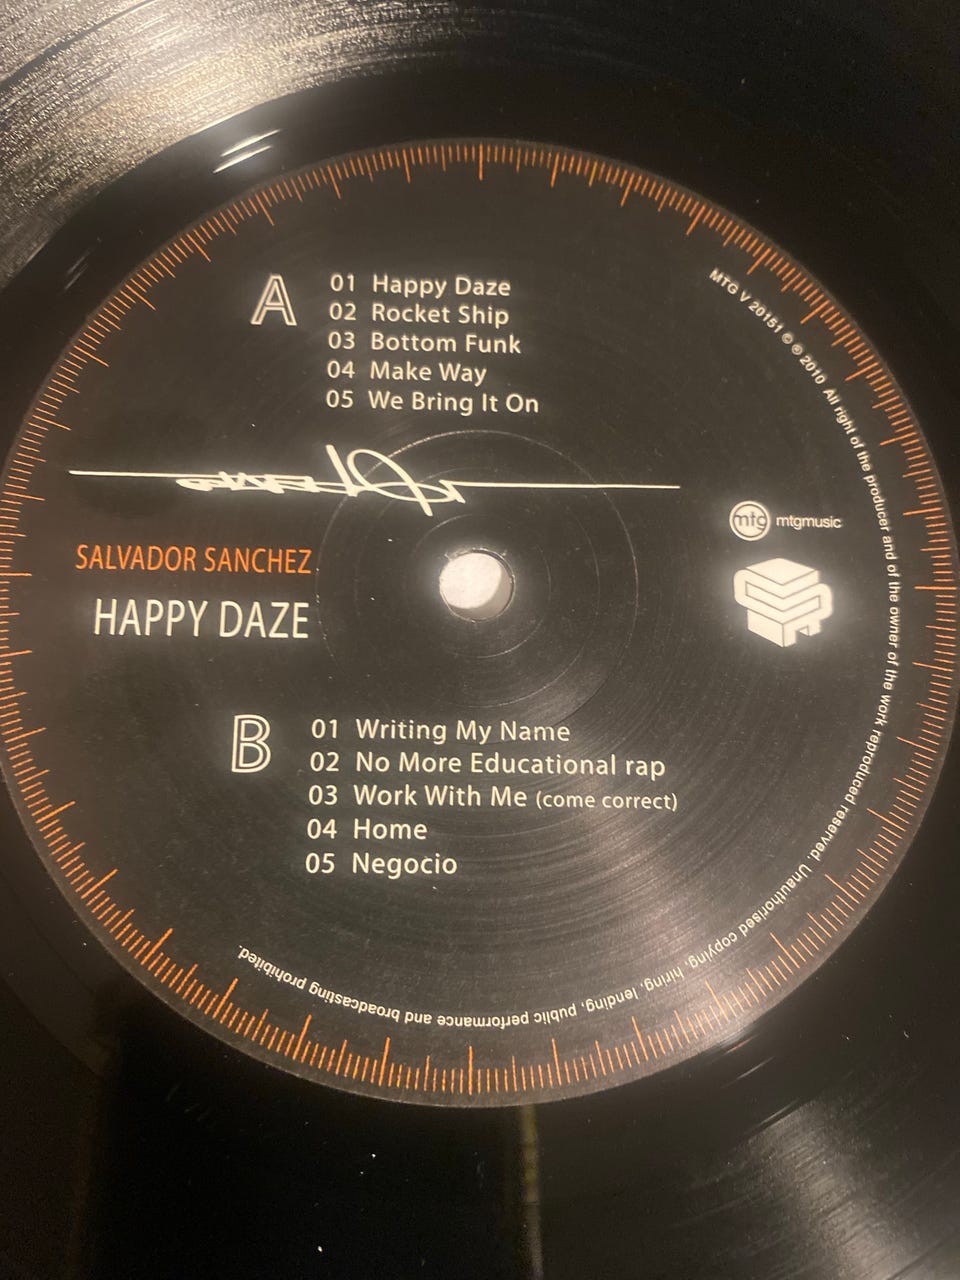 A
01 Happy Daze
02 Rocket Ship
03 Bottom Funk
04 Make Way
05 We Bring It On
SALVADOR SANCHEZ
HAPPY DAZE
mtg mtgmusic
B
01 Writing My Name
02 No More Educational rap
03 Work With Me (come correct)
04 Home
05 Negocio
MTG V 20151 © ® 2010 All right of the producer and of the owner of the work reproduced reserved. Unauthorised copying, hiring, lending, public performance and broadcasting prohibited.